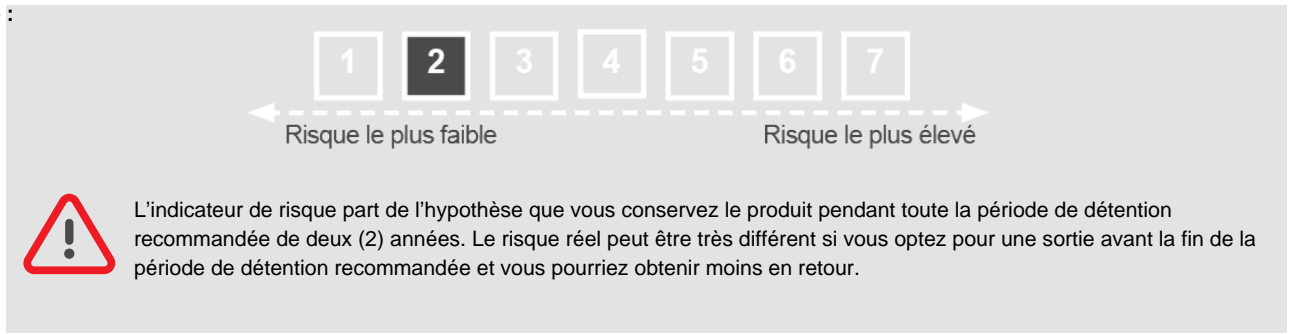 :
1 2 3 4 5 6 7
Risque le plus faible Risque le plus élevé
L'indicateur de risque part de l'hypothèse que vous conservez le produit pendant toute la période de détention
recommandée de deux (2) années. Le risque réel peut être très différent si vous optez pour une sortie avant la fin de la
période de détention recommandée et vous pourriez obtenir moins en retour.